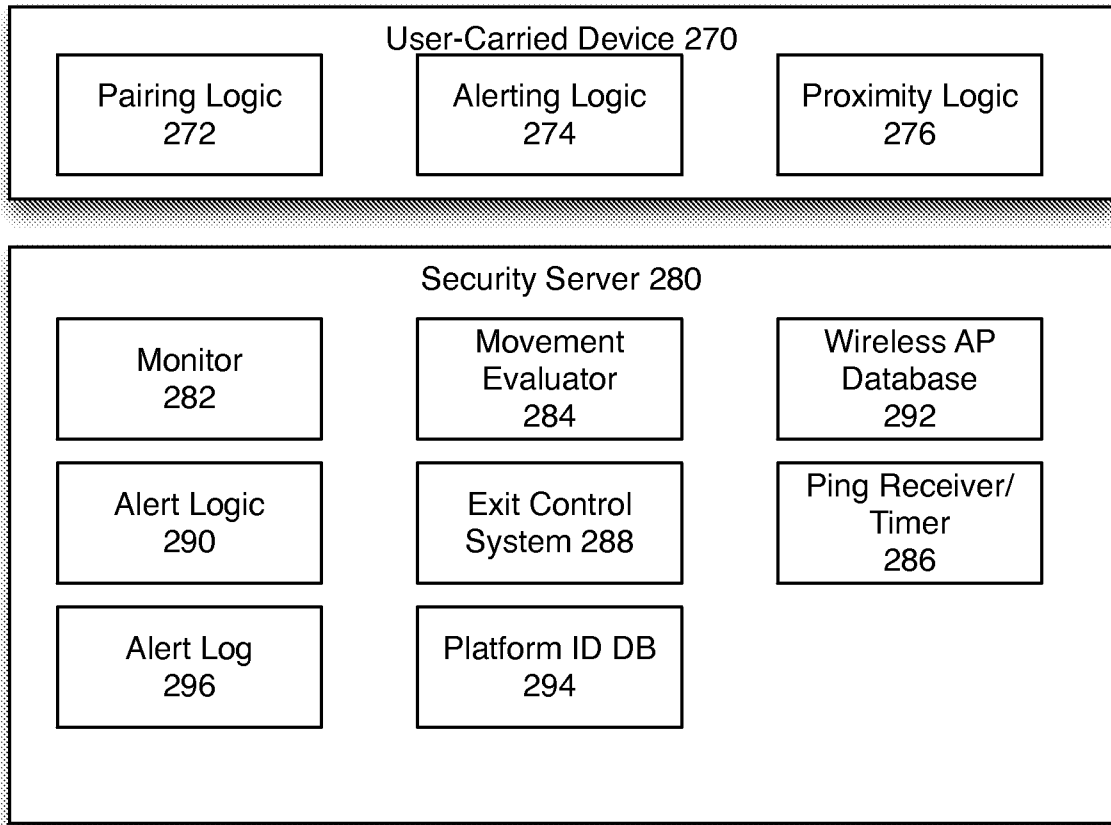 User-Carried Device 270
Pairing Logic
272
Alerting Logic
274
Proximity Logic
276
Security Server 280
Monitor
282
Movement
Evaluator
284
Wireless AP
Database
292
Alert Logic
290
Exit Control
System 288
Ping Receiver/
Timer
286
Alert Log
296
Platform ID DB
294